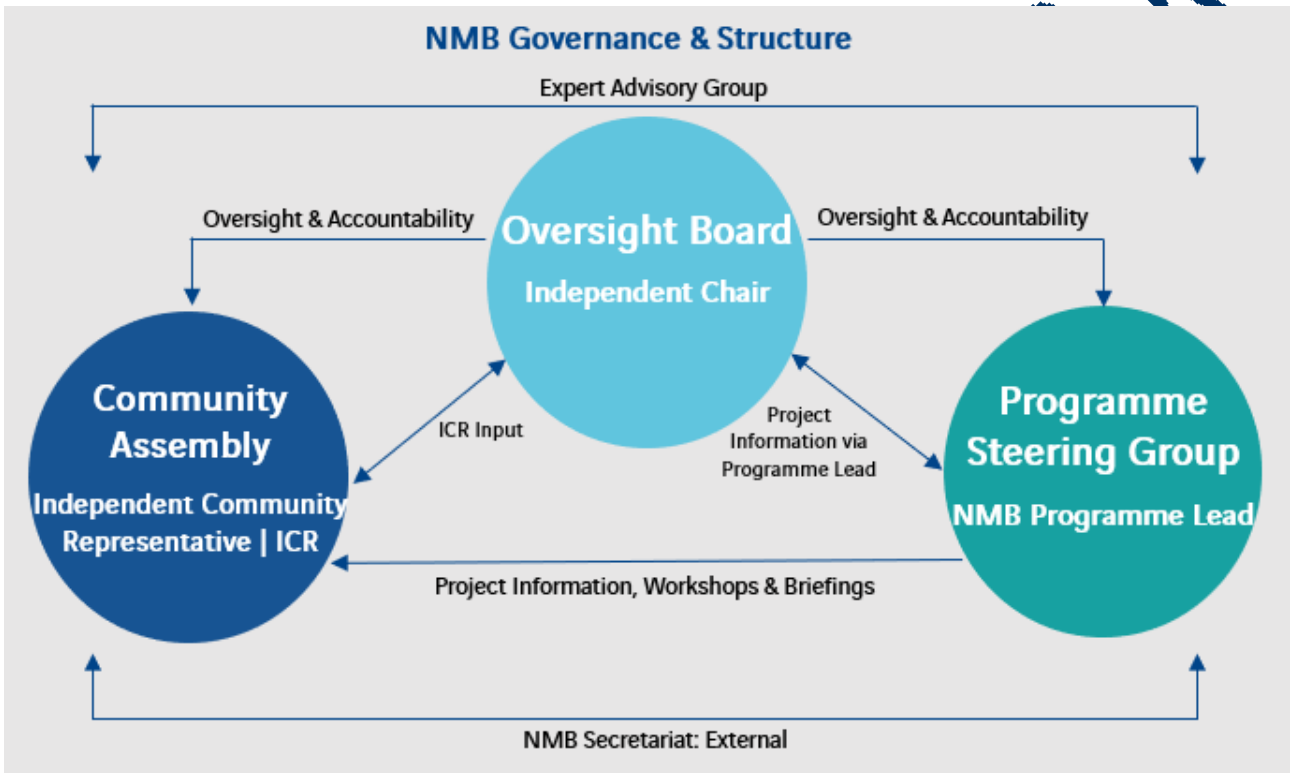 NMB Governance & Structure
Expert Advisory Group
Oversight & Accountability
Oversight Board
Independent Chair
Oversight & Accountability
Community
Assembly
Independent Community
Representative | ICR
ICR Input
Project
Information via
Programme Lead
Programme
Steering Group
NMB Programme Lead
Project Information, Workshops & Briefings
NMB Secretariat: External